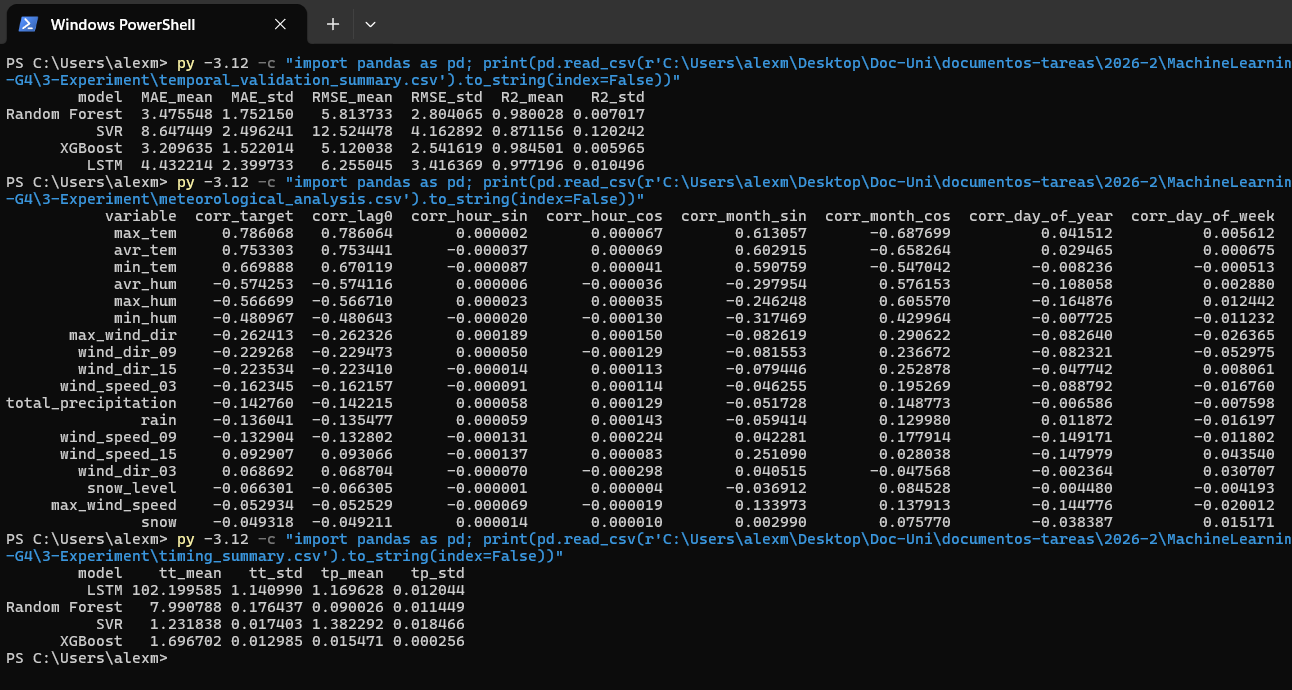 Windows PowerShell
PS C:\Users\alexm> py -3.12 -c "import pandas as pd; print(pd.read_csv(r'C:\Users\alexm\Desktop\Doc-Uni\documentos-tareas\2026-2\MachineLearnin
-G4\3-Experiment\temporal_validation_summary.csv').to_string(index=False))"
model MAE_mean MAE_std RMSE_mean RMSE_std R2_mean R2_std
Random Forest 3.475548 1.752150 5.813733 2.804065 0.980028 0.007017
SVR 8.647449 2.496241 12.524478 4.162892 0.871156 0.120242
XGBoost 3.209635 1.522014 5.120038 2.541619 0.984501 0.005965
LSTM 4.432214 2.399733 6.255045 3.416369 0.977196 0.010496
PS C:\Users\alexm> py -3.12 -c "import pandas as pd; print(pd.read_csv(r'C:\Users\alexm\Desktop\Doc-Uni\documentos-tareas\2026-2\MachineLearnin
-G4\3-Experiment\meteorological_analysis.csv').to_string(index=False))"
variable corr_target corr_lag0 corr_hour_sin corr_hour_cos corr_month_sin corr_month_cos corr_day_of_year corr_day_of_week
max_tem 0.786068 0.786064 0.000002 0.000067 0.613057 -0.687699 0.041512 0.005612
avr_tem 0.753303 0.753441 -0.000037 0.000069 0.602915 -0.658264 0.029465 0.000675
min_tem 0.669888 0.670119 -0.000087 0.000041 0.590759 -0.547042 -0.008236 -0.000513
avr_hum -0.574253 -0.574116 0.000006 -0.000036 -0.297954 0.576153 -0.108058 0.002880
max_hum -0.566699 -0.566710 0.000023 0.000035 -0.246248 0.605570 -0.164876 0.012442
min_hum -0.480967 -0.480643 -0.000020 -0.000130 -0.317469 0.429964 -0.007725 -0.011232
max_wind_dir -0.262413 -0.262326 0.000189 0.000150 -0.082619 0.290622 -0.082640 -0.026365
wind_dir_09 -0.229268 -0.229473 0.000050 -0.000129 -0.081553 0.236672 -0.082321 -0.052975
wind_dir_15 -0.223534 -0.223410 -0.000014 0.000113 -0.079446 0.252878 -0.047742 0.008061
wind_speed_03 -0.162345 -0.162157 -0.000091 0.000114 -0.046255 0.195269 -0.088792 -0.016760
total_precipitation -0.142760 -0.142215 0.000058 0.000129 -0.051728 0.148773 -0.006586 -0.007598
rain -0.136041 -0.135477 0.000059 0.000143 -0.059414 0.129980 0.011872 -0.016197
wind_speed_09 -0.132904 -0.132802 -0.000131 0.000224 0.042281 0.177914 -0.149171 -0.011802
wind_speed_15 0.092907 0.093066 -0.000137 0.000083 0.251090 0.028038 -0.147979 0.043540
wind_dir_03 0.068692 0.068704 -0.000070 -0.000298 0.040515 -0.047568 -0.002364 0.030707
snow_level -0.066301 -0.066305 -0.000001 0.000004 -0.036912 0.084528 -0.004480 -0.004193
max_wind_speed -0.052934 -0.052529 -0.000069 -0.000019 0.133973 0.137913 -0.144776 -0.020012
snow -0.049318 -0.049211 0.000014 0.000010 0.002990 0.075770 -0.038387 0.015171
PS C:\Users\alexm> py -3.12 -c "import pandas as pd; print(pd.read_csv(r'C:\Users\alexm\Desktop\Doc-Uni\documentos-tareas\2026-2\MachineLearnin
-G4\3-Experiment\timing_summary.csv').to_string(index=False))"
model tt_mean tt_std tp_mean tp_std
LSTM 102.199585 1.140990 1.169628 0.012044
Random Forest 7.990788 0.176437 0.090026 0.011449
SVR 1.231838 0.017403 1.382292 0.018466
XGBoost 1.696702 0.012985 0.015471 0.000256
PS C:\Users\alexm>